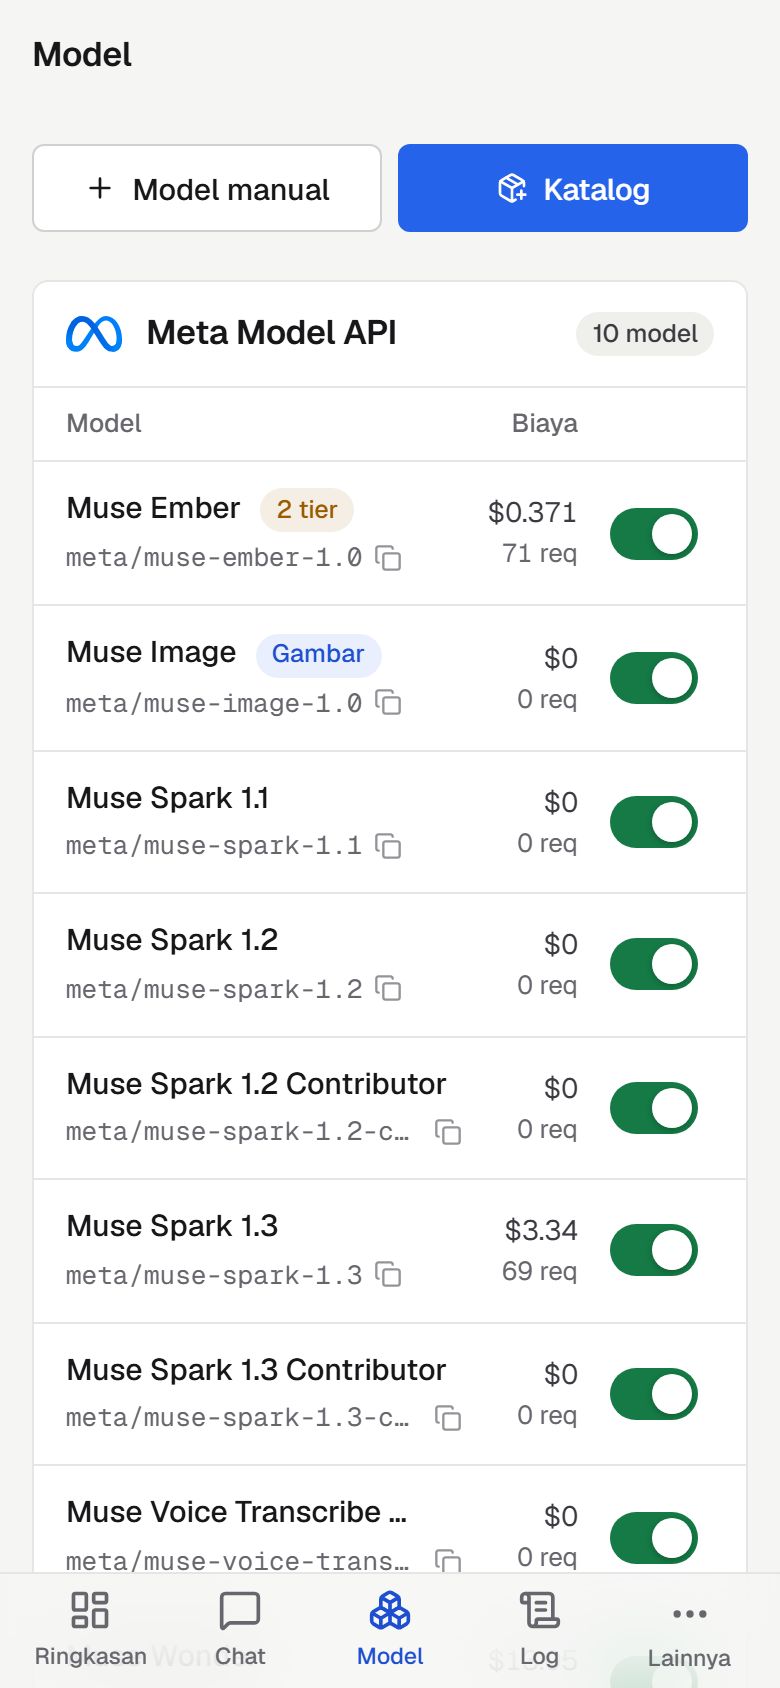 Model
Model manual
Katalog
Meta Model API
10 model
Model
Biaya
Muse Ember
2 tier
$0.371
meta/muse-ember-1.0
71 req
Muse Image
Gambar
$0
meta/muse-image-1.0
0 req
Muse Spark 1.1
$0
meta/muse-spark-1.1
0 req
Muse Spark 1.2
$0
meta/muse-spark-1.2
0 req
Muse Spark 1.2 Contributor
$0
meta/muse-spark-1.2-c…
0 req
Muse Spark 1.3
$3.34
meta/muse-spark-1.3
69 req
Muse Spark 1.3 Contributor
$0
meta/muse-spark-1.3-c…
0 req
Muse Voice Transcribe …
$0
meta/muse-voice-trans…
0 req
Ringkasan
Chat
Model
Log
Lainnya